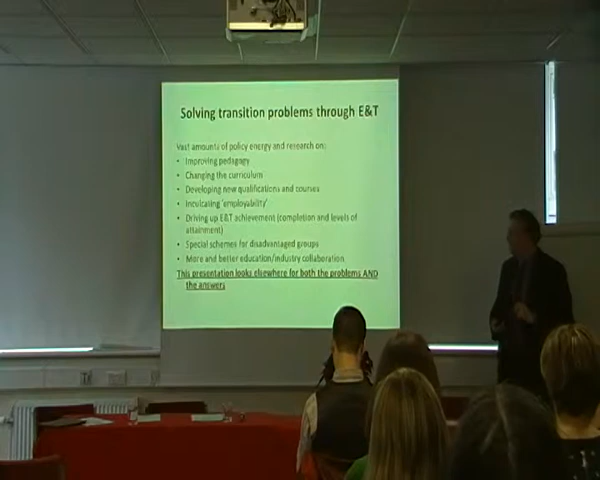 Solving transition problems through E&T
Vast amounts of policy energy and research on:
• Improving pedagogy
• Changing the curriculum
• Developing new qualifications and courses
• Inculcating 'employability'
• Driving up E&T achievement (completion and levels of
attainment)
• Special schemes for disadvantaged groups
• More and better education/industry collaboration
This presentation looks elsewhere for both the problems AND
the answers